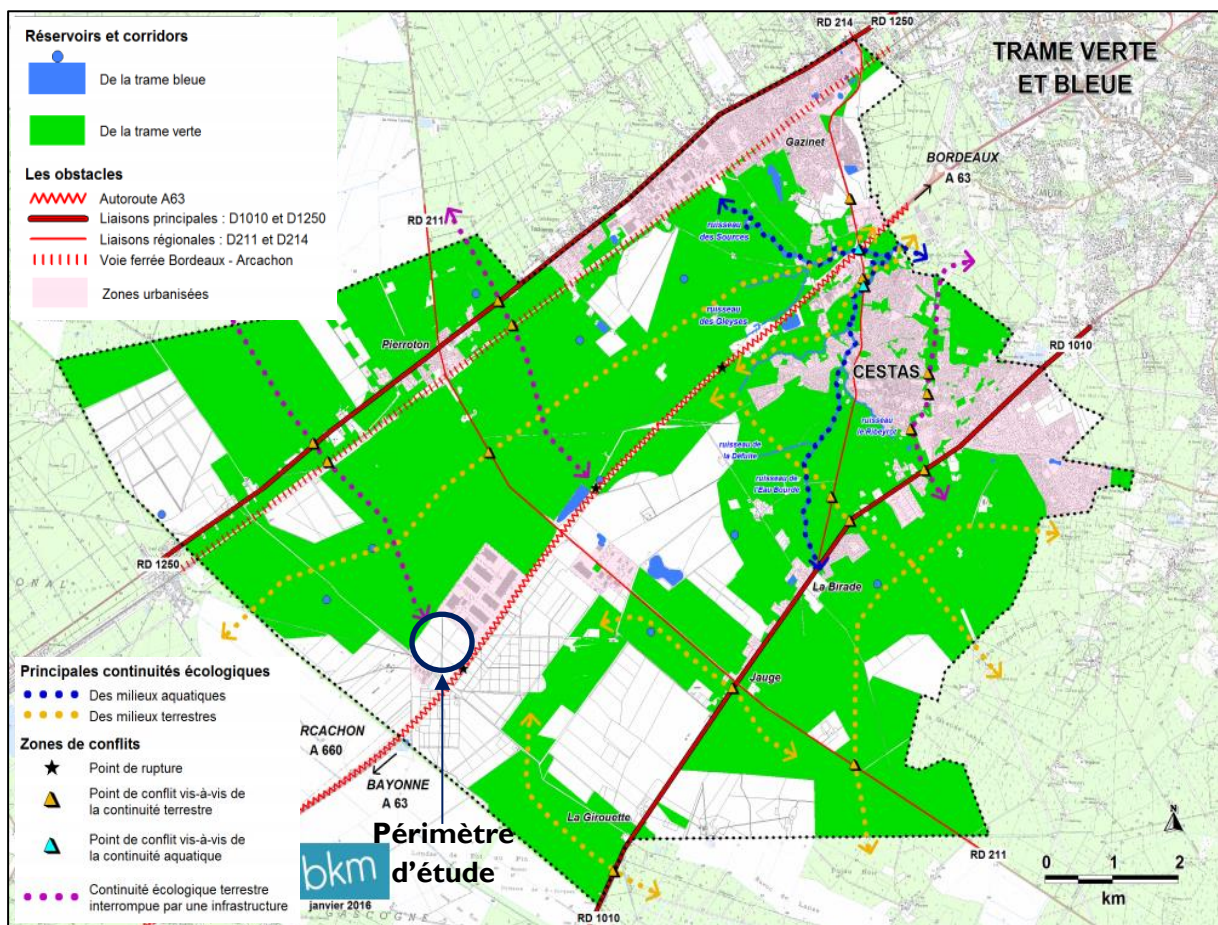 TRAME VERTE
ET BLEUE
Réservoirs et corridors
De la trame bleue
De la trame verte
Les obstacles
Autoroute A63
Liaisons principales : D1010 et D1250
Liaisons régionales : D211 et D214
Voie ferrée Bordeaux - Arcachon
Zones urbanisées
RD 214
RD 1250
Gazinet
BORDEAUX
A 63
RD 211
ruisseau
des Sources
ruisseau
des Gleyses
Pierroton
RD 1010
CESTAS
ruisseau
le Ribeyrot
ruisseau de
la Defuite
ruisseau de
l'Eau Bourde
RD 1250
La Birade
Jauge
Principales continuités écologiques
Des milieux aquatiques
Des milieux terrestres
Zones de conflits
Point de rupture
Point de conflit vis-à-vis de
la continuité terrestre
Point de conflit vis-à-vis de
la continuité aquatique
Continuité écologique terrestre
interrompue par une infrastructure
RCACHON
A 660
BAYONNE
A 63
La Girouette
Périmètre
d'étude
bkm
janvier 2016
GASCOGNE
RD 1010
RD 211
N
0 1 2
km